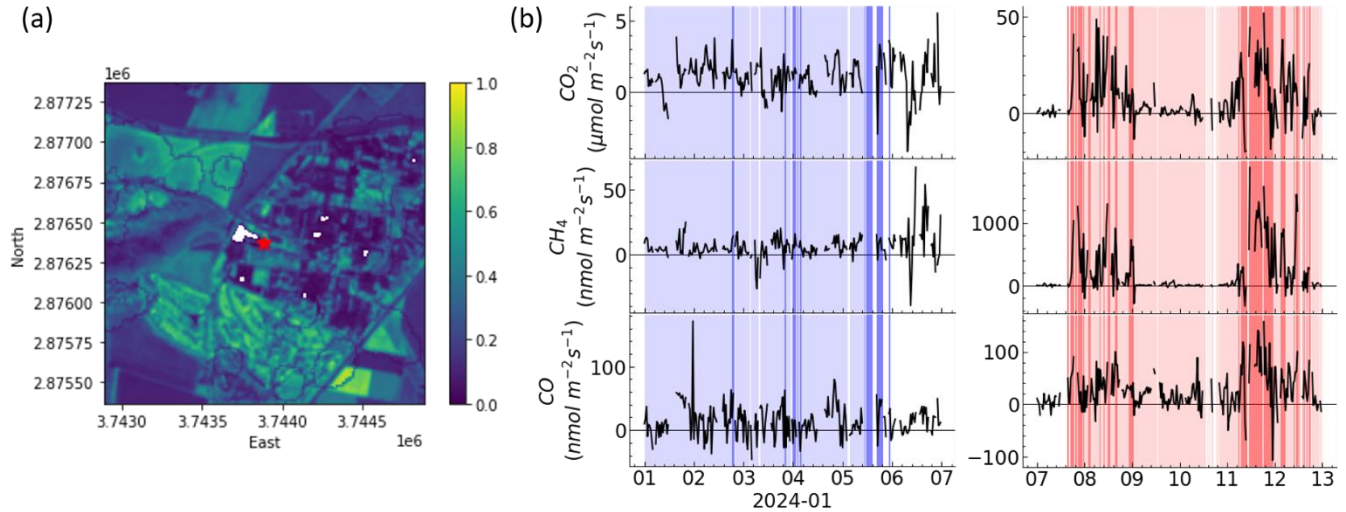 (a)
1e6
2.87725
2.87700
2.87675
2.87650
2.87625
2.87600
2.87575
2.87550
North
3.7430 3.7435 3.7440 3.7445
East
1e6
1.0
0.8
0.6
0.4
0.2
0.0
(b)
CO₂
(μmol m⁻²s⁻¹)
5
0
50
0
CH₄
(nmol m⁻²s⁻¹)
50
0
1000
0
CO
(nmol m⁻²s⁻¹)
100
0
100
0
−100
01 02 03 04 05 06 07
2024-01
07 08 09 10 11 12 13